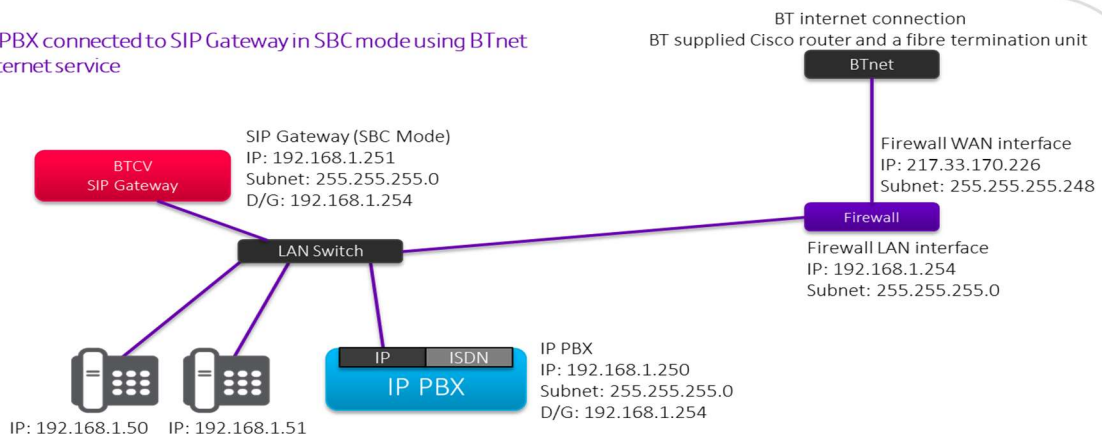 PBX connected to SIP Gateway in SBC mode using BTnet
ternet service
BT internet connection
BT supplied Cisco router and a fibre termination unit
BTnet
Firewall WAN interface
IP: 217.33.170.226
Subnet: 255.255.255.248
SIP Gateway (SBC Mode)
IP: 192.168.1.251
Subnet: 255.255.255.0
D/G: 192.168.1.254
BTCV
SIP Gateway
Firewall
LAN Switch
Firewall LAN interface
IP: 192.168.1.254
Subnet: 255.255.255.0
IP ISDN
IP PBX
IP PBX
IP: 192.168.1.250
Subnet: 255.255.255.0
D/G: 192.168.1.254
IP: 192.168.1.50 IP: 192.168.1.51